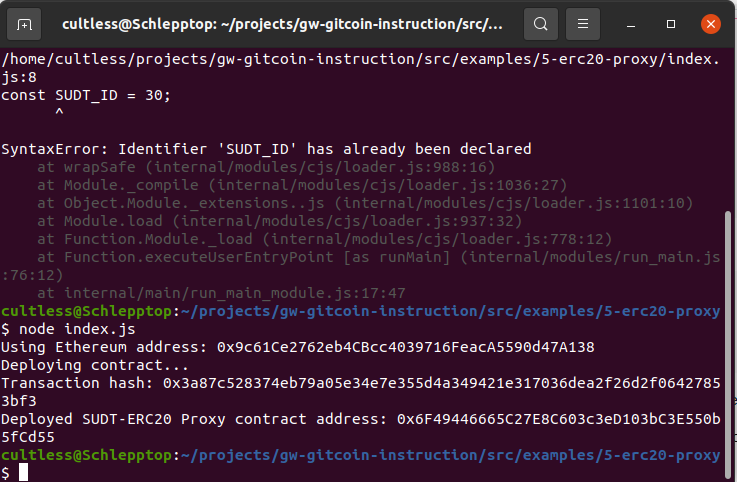 cultless@Schlepptop: ~/projects/gw-gitcoin-instruction/src/...
/home/cultless/projects/gw-gitcoin-instruction/src/examples/5-erc20-proxy/index.
js:8
const SUDT_ID = 30;
      ^
SyntaxError: Identifier 'SUDT_ID' has already been declared
    at wrapSafe (internal/modules/cjs/loader.js:988:16)
    at Module._compile (internal/modules/cjs/loader.js:1036:27)
    at Object.Module._extensions..js (internal/modules/cjs/loader.js:1101:10)
    at Module.load (internal/modules/cjs/loader.js:937:32)
    at Function.Module._load (internal/modules/cjs/loader.js:778:12)
    at Function.executeUserEntryPoint [as runMain] (internal/modules/run_main.js
:76:12)
    at internal/main/run_main_module.js:17:47
cultless@Schlepptop:~/projects/gw-gitcoin-instruction/src/examples/5-erc20-proxy
$ node index.js
Using Ethereum address: 0x9c61Ce2762eb4CBcc4039716FeacA5590d47A138
Deploying contract...
Transaction hash: 0x3a87c528374eb79a05e34e7e355d4a349421e317036dea2f26d2f0642785
3bf3
Deployed SUDT-ERC20 Proxy contract address: 0x6F49446665C27E8C603c3eD103bC3E550b
5fCd55
cultless@Schlepptop:~/projects/gw-gitcoin-instruction/src/examples/5-erc20-proxy
$